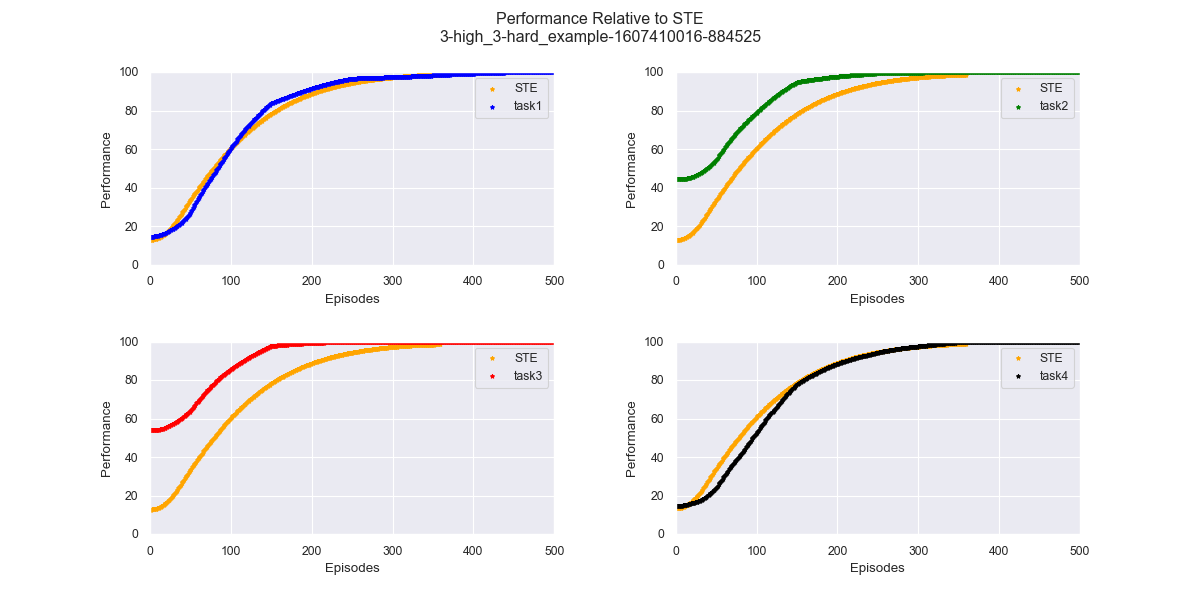 Performance Relative to STE
3-high_3-hard_example-1607410016-884525
100
80
60
40
20
0
Performance
STE
task1
0 100 200 300 400 500
Episodes
100
80
60
40
20
0
Performance
STE
task2
0 100 200 300 400 500
Episodes
100
80
60
40
20
0
Performance
STE
task3
0 100 200 300 400 500
Episodes
100
80
60
40
20
0
Performance
STE
task4
0 100 200 300 400 500
Episodes